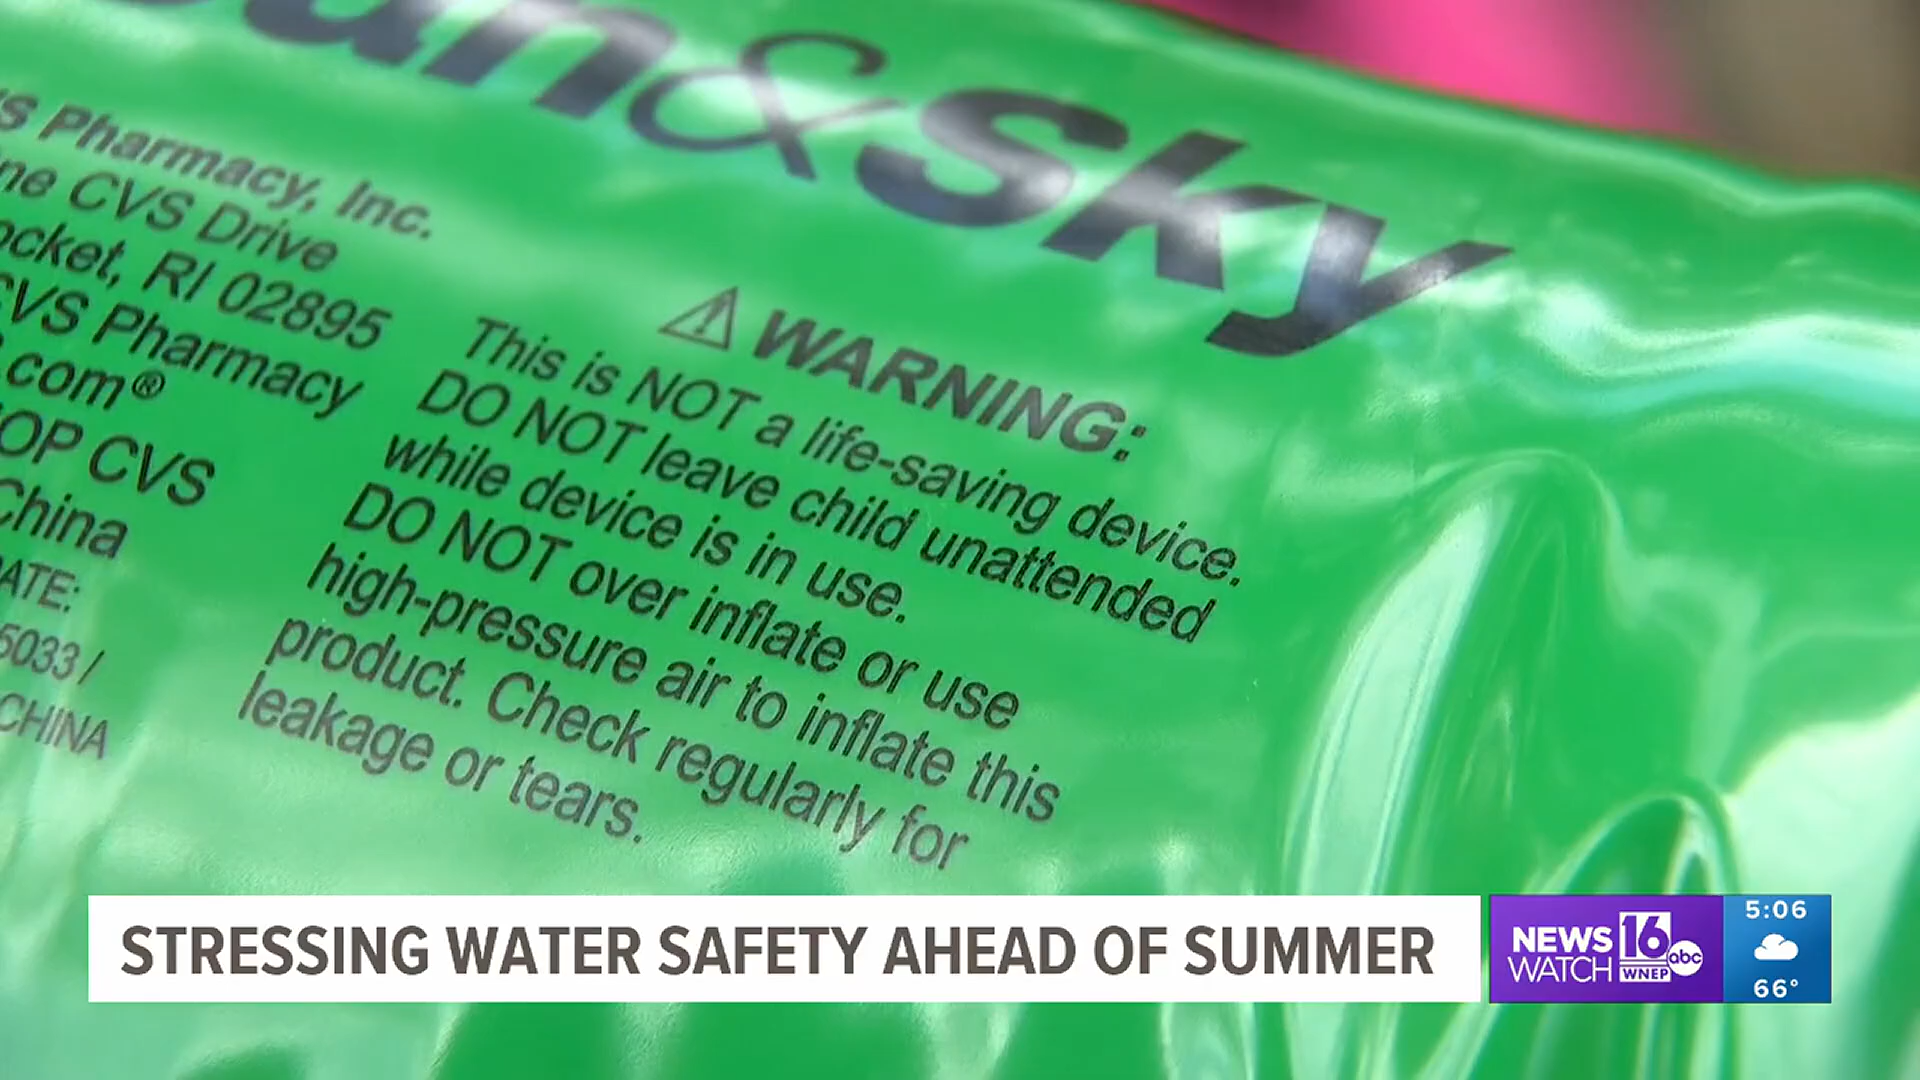 &Sky
S Pharmacy, Inc.
ne CVS Drive
ocket, RI 02895
CVS Pharmacy
.com®
OP CVS
China
ATE:
5033 /
CHINA
⚠ WARNING:
This is NOT a life-saving device.
DO NOT leave child unattended
while device is in use.
DO NOT over inflate or use
high-pressure air to inflate this
product. Check regularly for
leakage or tears.
STRESSING WATER SAFETY AHEAD OF SUMMER
NEWS
WATCH
16
WNEP
abc
5:06
66°